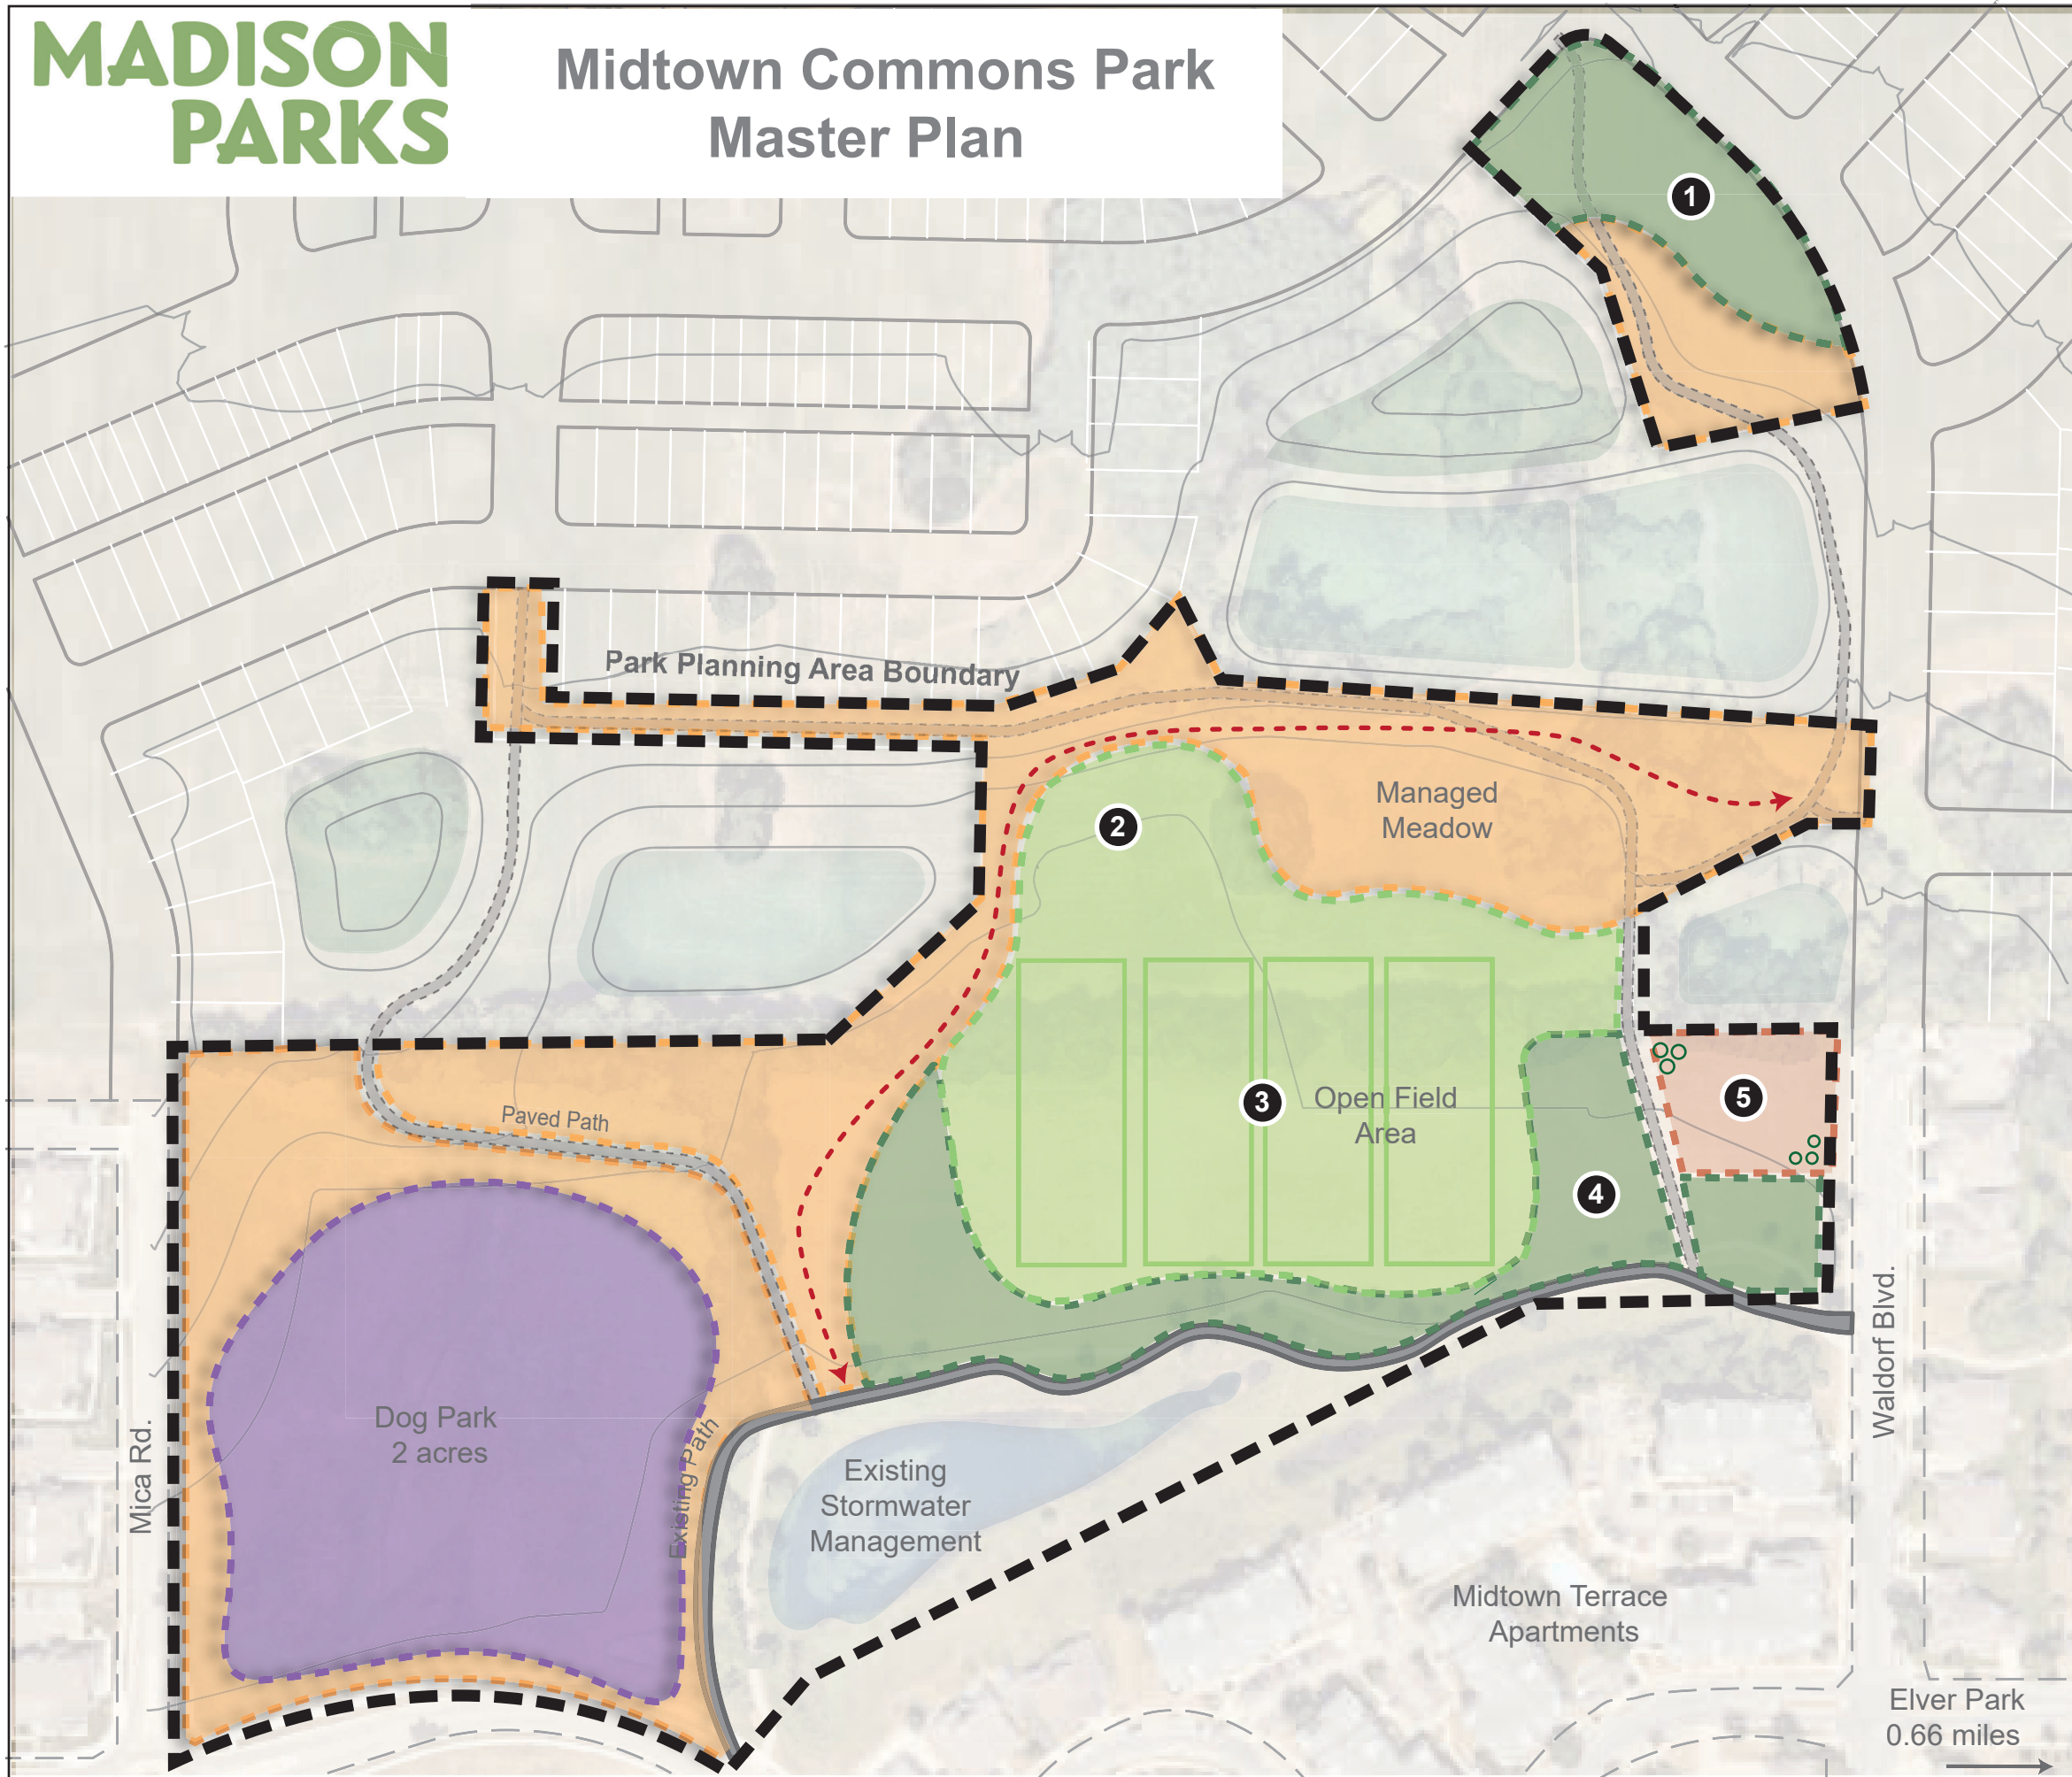 MADISON
PARKS
Midtown Commons Park
Master Plan
1
Park Planning Area Boundary
2
Managed
Meadow
3
Open Field
Area
5
Paved Path
4
Dog Park
2 acres
Existing Path
Mica Rd.
Waldorf Blvd.
Existing
Stormwater
Management
Midtown Terrace
Apartments
Elver Park
0.66 miles